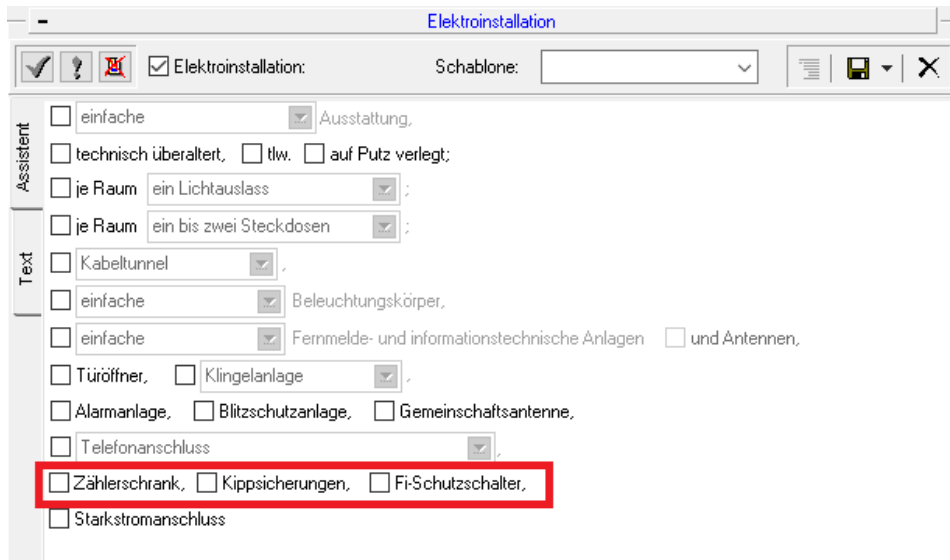 Elektroinstallation
Elektroinstallation: Schablone:
Assistent
Text
einfache Ausstattung,
technisch überaltert, tlw. auf Putz verlegt;
je Raum ein Lichtauslass ;
je Raum ein bis zwei Steckdosen ;
Kabeltunnel ,
einfache Beleuchtungskörper,
einfache Fernmelde- und informationstechnische Anlagen und Antennen,
Türöffner, Klingelanlage ,
Alarmanlage, Blitzschutzanlage, Gemeinschaftsantenne,
Telefonanschluss ,
Zählerschrank, Kippsicherungen, Fi-Schutzschalter,
Starkstromanschluss